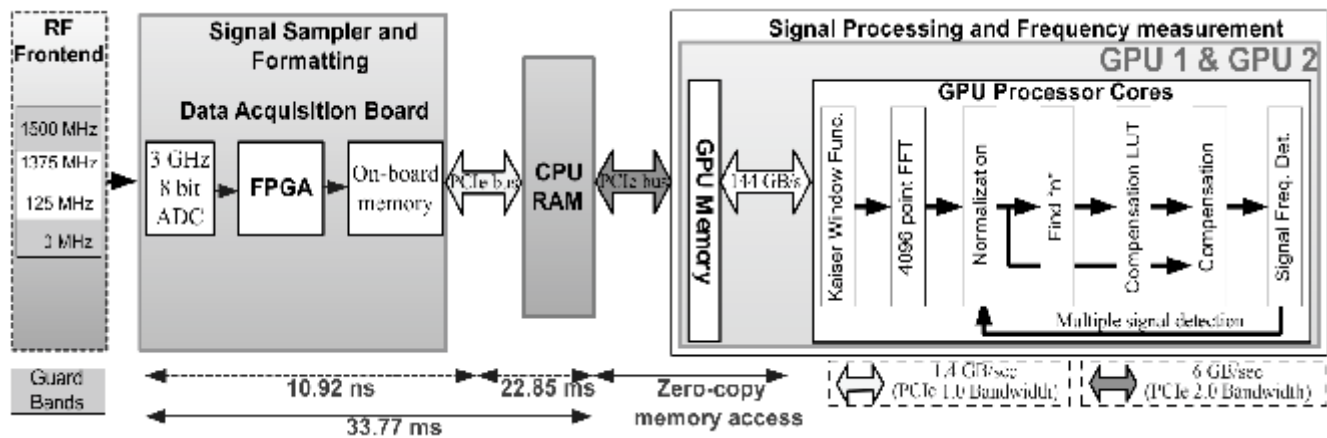 RF
Frontend
1500 MHz
1375 MHz
125 MHz
0 MHz
Guard
Bands
Signal Sampler and
Formatting
Data Acquisition Board
3 GHz
8 bit
ADC
FPGA
On-board
memory
PCIe bus
CPU
RAM
PCIe bus
Signal Processing and Frequency measurement
GPU 1 & GPU 2
GPU Memory
144 GB/s
GPU Processor Cores
Kaiser Window Func.
4096 point FFT
Normalization
Find "n"
Compensation LUT
Compensation
Signal Freq. Det.
Multiple signal detection
10.92 ns
22.85 ms
Zero-copy
memory access
33.77 ms
1.4 GB/sec
(PCIe 1.0 Bandwidth)
6 GB/sec
(PCIe 2.0 Bandwidth)